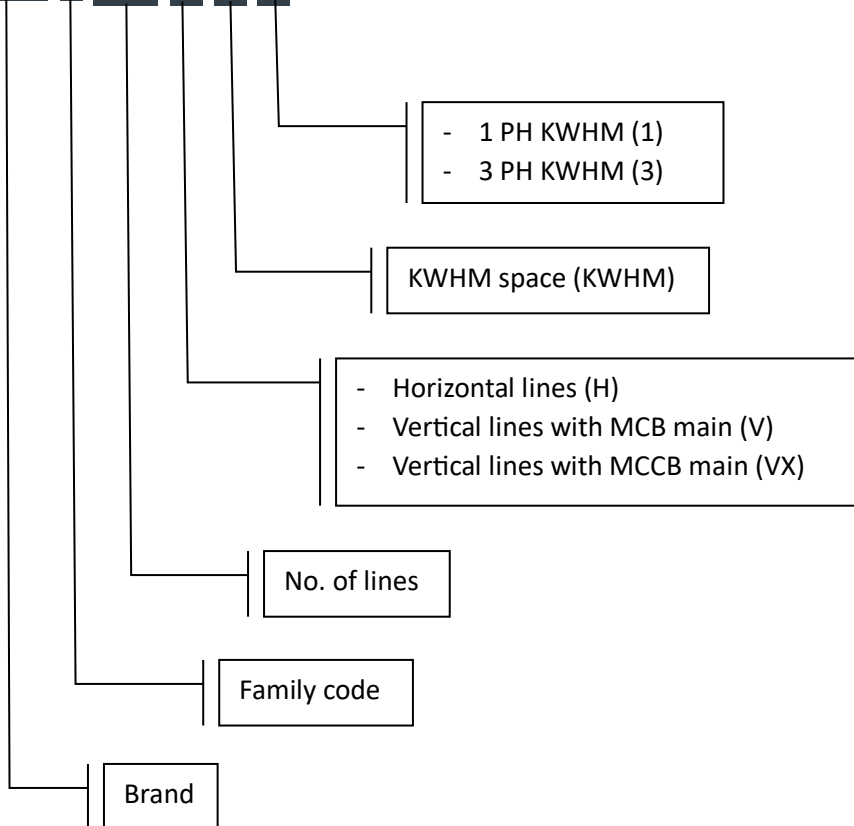 - 1 PH KWHM (1)
- 3 PH KWHM (3)
KWHM space (KWHM)
- Horizontal lines (H)
- Vertical lines with MCB main (V)
- Vertical lines with MCCB main (VX)
No. of lines
Family code
Brand